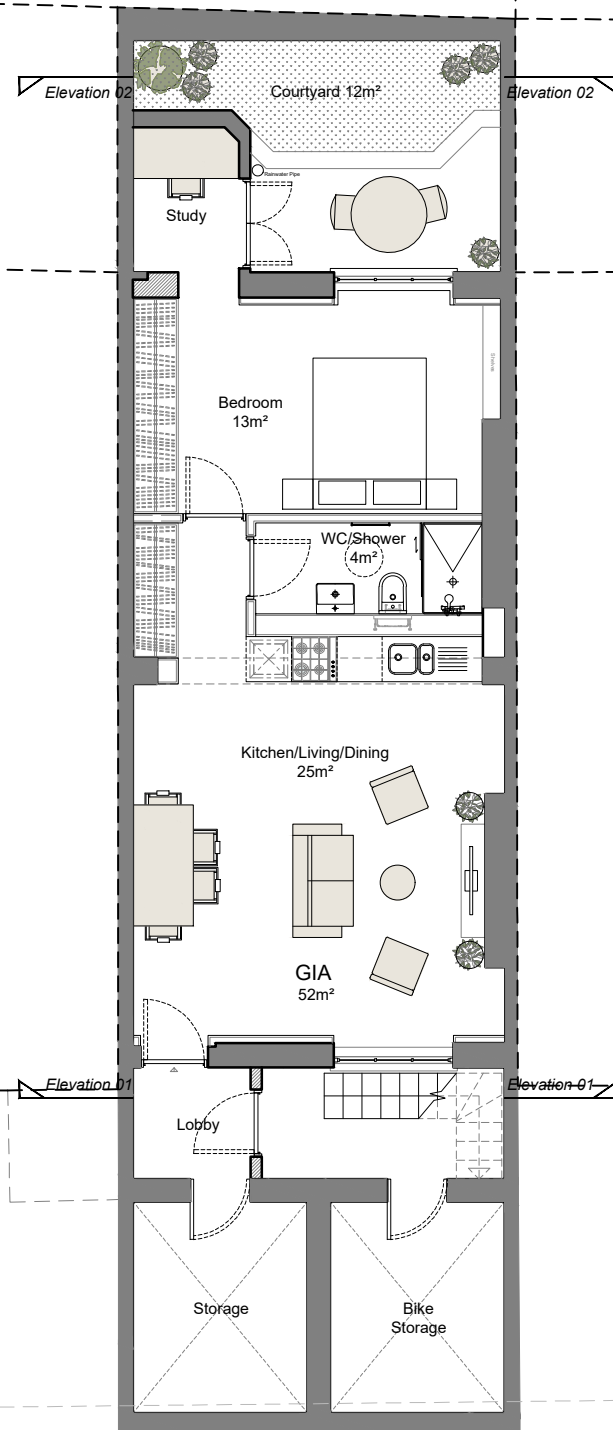 Elevation 02
Courtyard 12m²
Elevation 02
Rainwater Pipe
Study
Shelves
Bedroom
13m²
WC/Shower
4m²
Kitchen/Living/Dining
25m²
GIA
52m²
Elevation 01
Elevation 01
Lobby
Storage
Bike
Storage